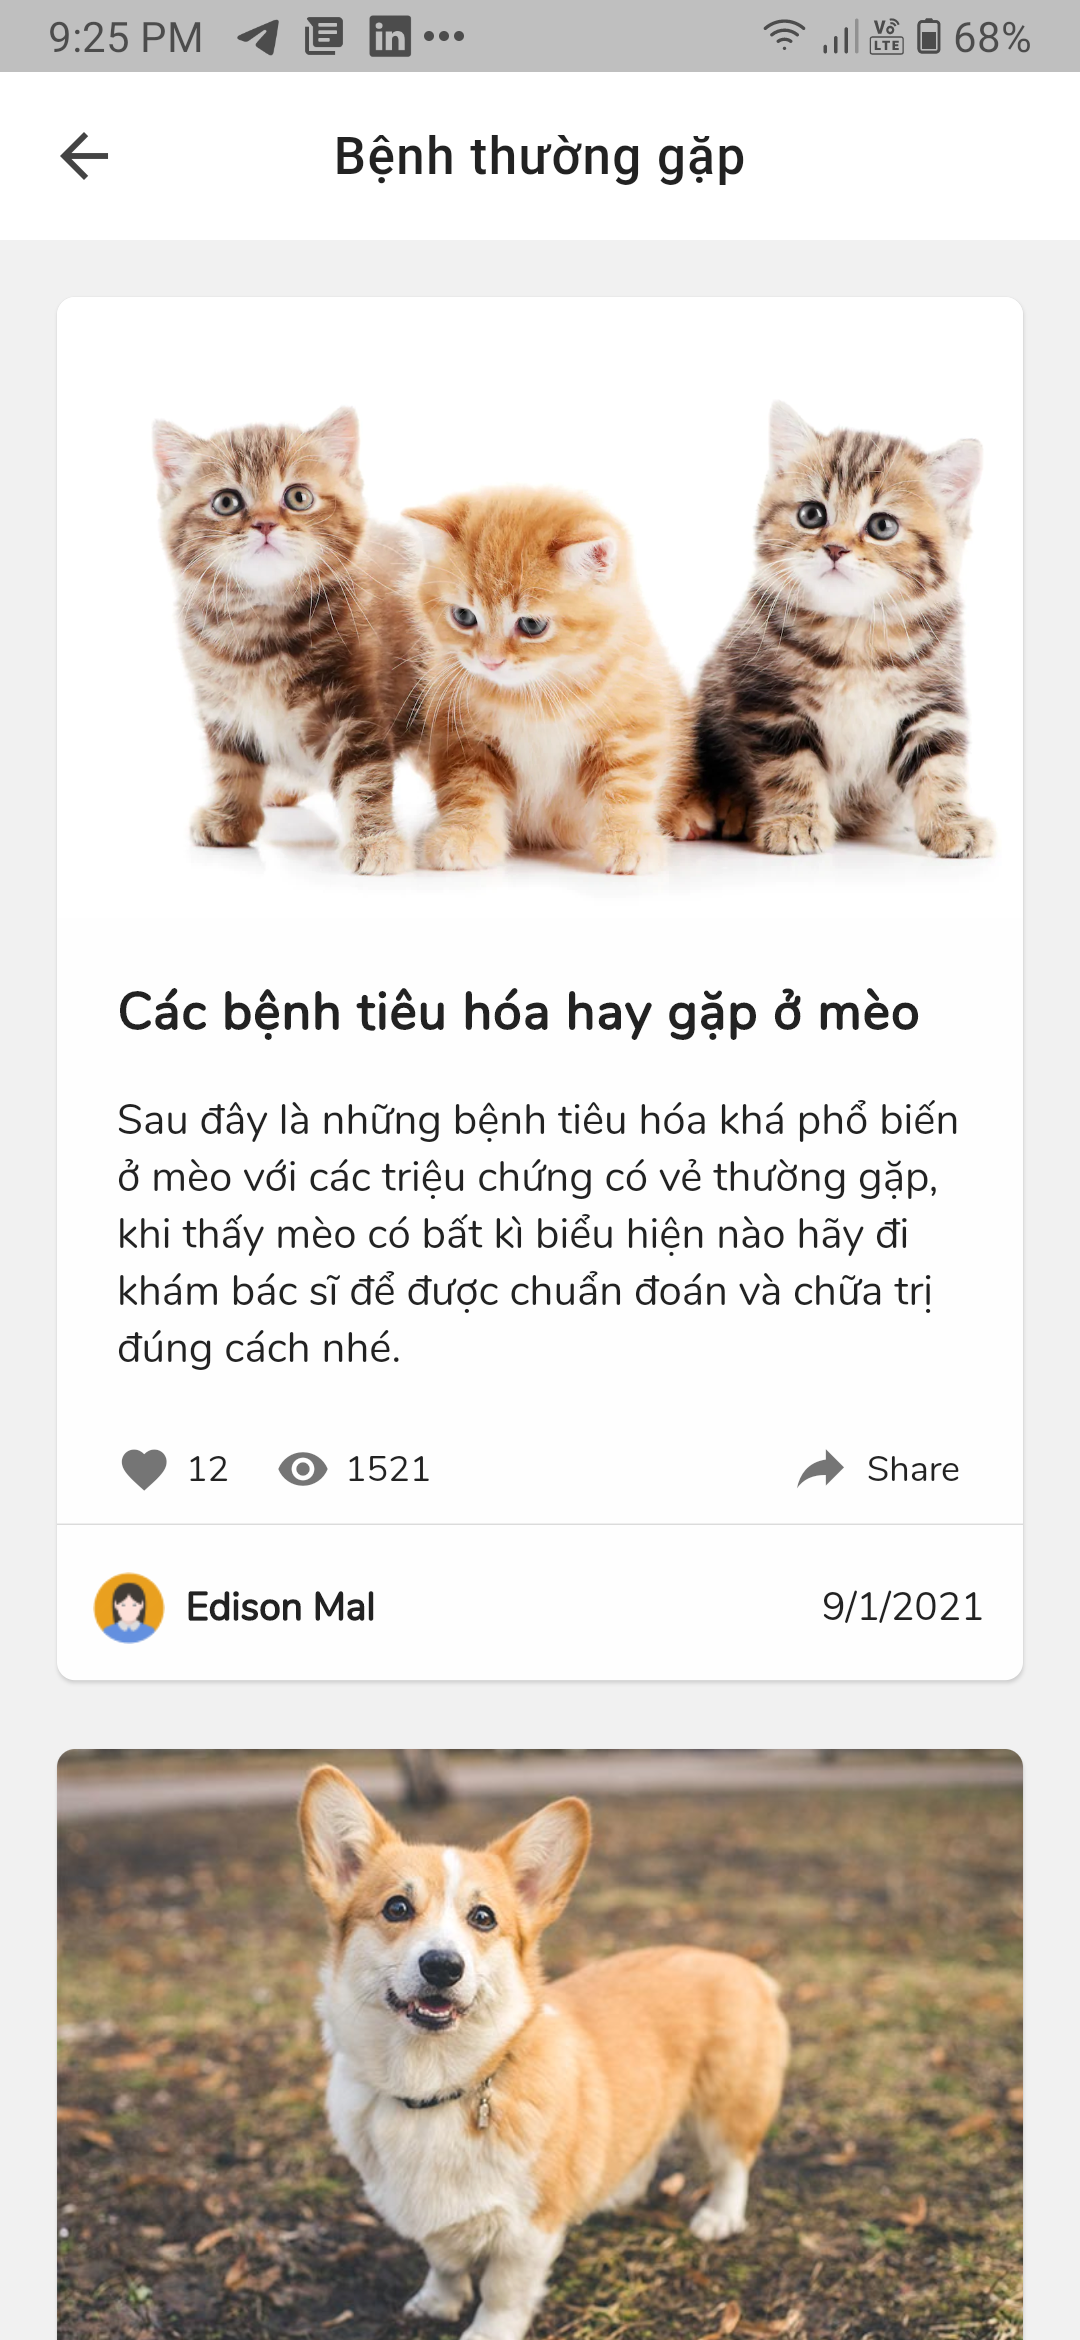 9:25 PM
Vo
LTE
68%
Bệnh thường gặp
Các bệnh tiêu hóa hay gặp ở mèo
Sau đây là những bệnh tiêu hóa khá phổ biến
ở mèo với các triệu chứng có vẻ thường gặp,
khi thấy mèo có bất kì biểu hiện nào hãy đi
khám bác sĩ để được chuẩn đoán và chữa trị
đúng cách nhé.
12 1521 Share
Edison Mal 9/1/2021